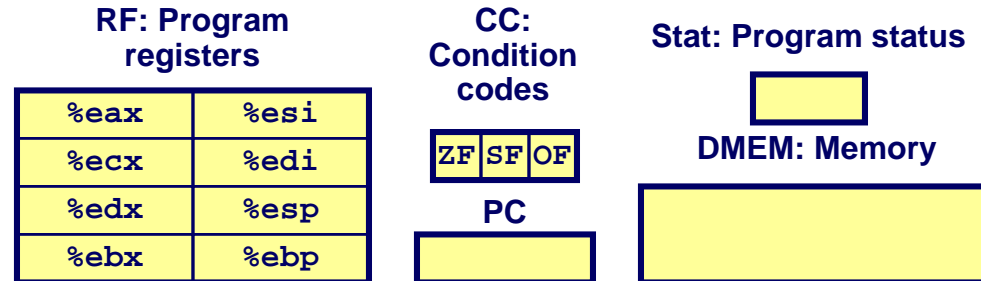 RF: Program
registers
%eax %esi
%ecx %edi
%edx %esp
%ebx %ebp
CC:
Condition
codes
ZF SF OF
PC
Stat: Program status
DMEM: Memory